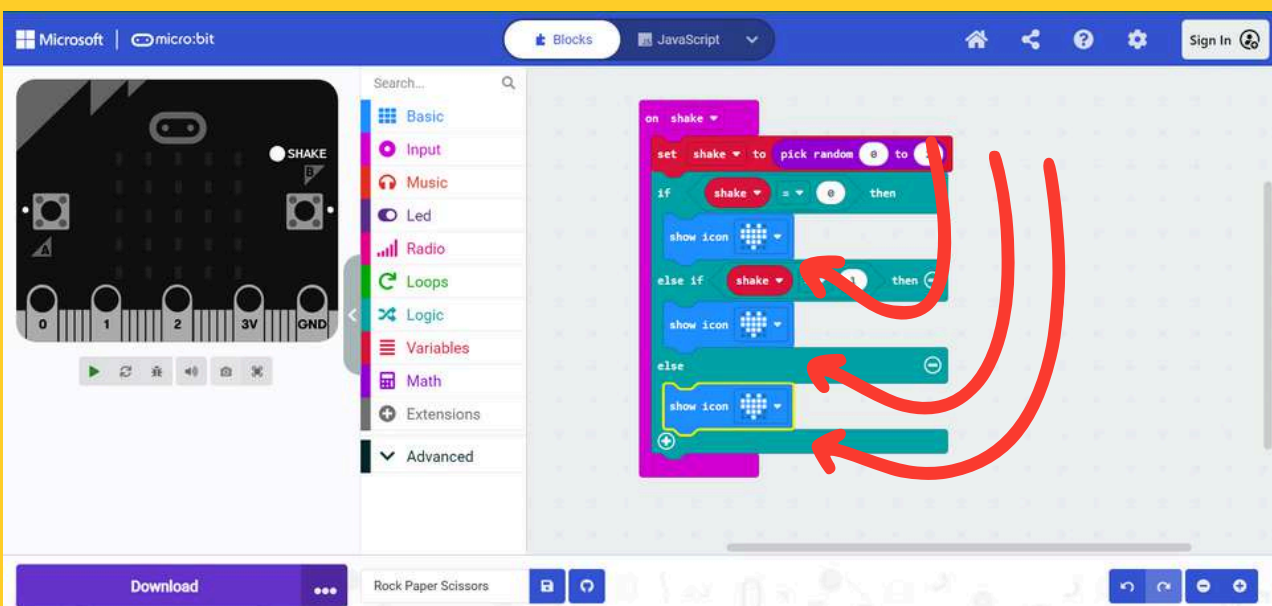 Microsoft | micro:bit
Blocks
JavaScript
Sign In
SHAKE
B
A
0 1 2 3V GND
Search...
Basic
Input
Music
Led
Radio
Loops
Logic
Variables
Math
Extensions
Advanced
on shake
set shake to pick random 0 to
if shake = 0 then
show icon
else if shake then
show icon
else
show icon
Download
Rock Paper Scissors